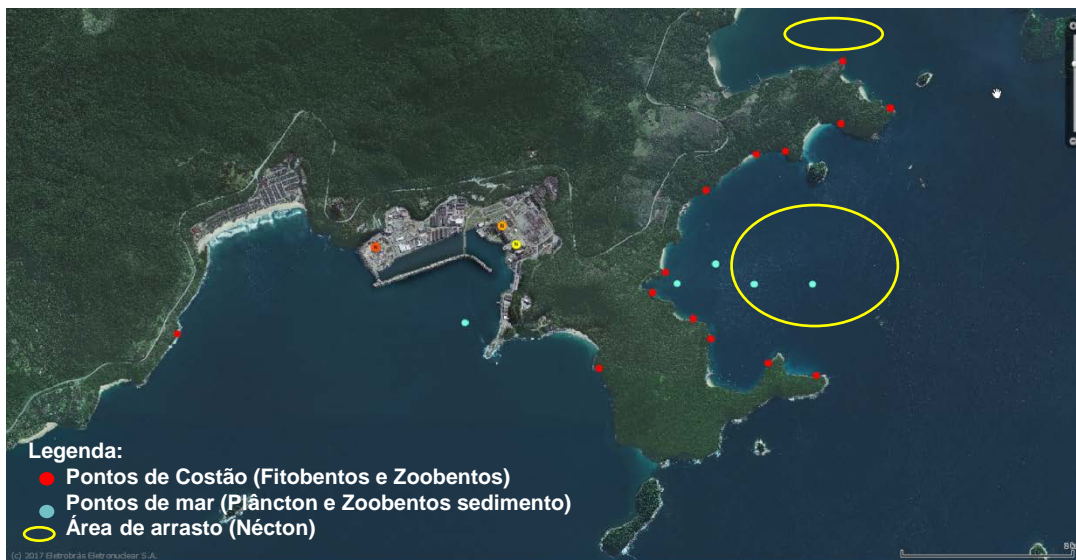 Legenda:
Pontos de Costão (Fitobentos e Zoobentos)
Pontos de mar (Plâncton e Zoobentos sedimento)
Área de arrasto (Nécton)
(c) 2017 Eletrobrás Eletronuclear S.A.